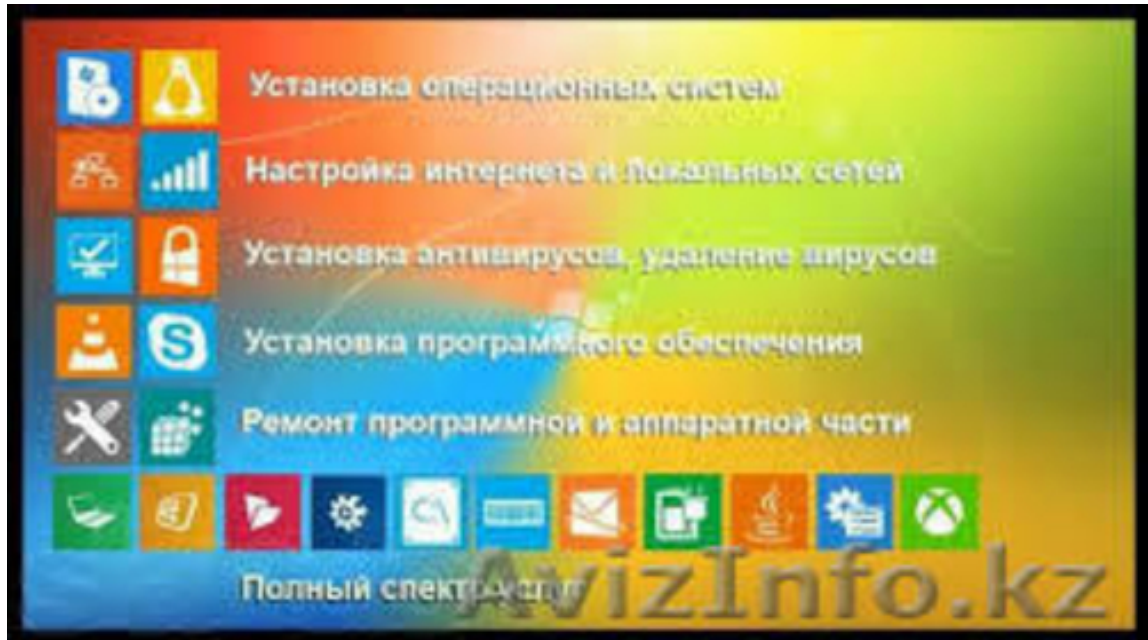 Установка операционных систем
Настройка интернета и Локальных сетей
Установка антивирусов, удаление вирусов
Установка программного обеспечения
Ремонт программной и аппаратной части
C:\
Полный спектр услуг
AvizInfo.kz